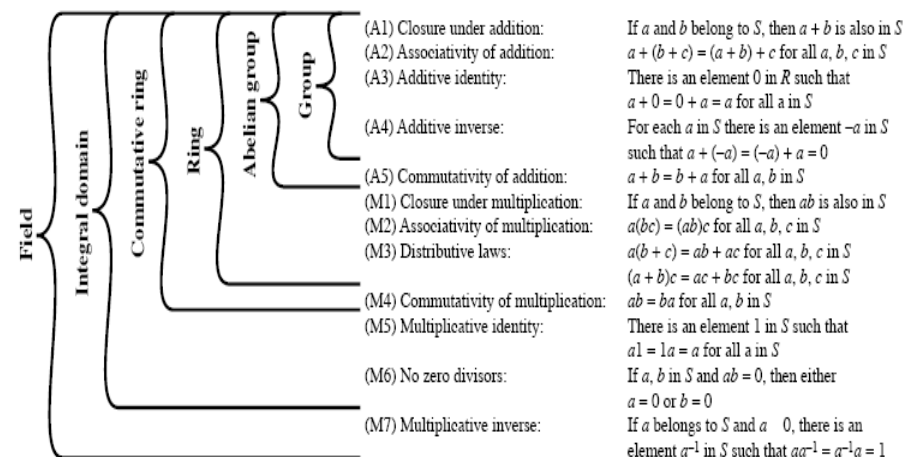 Field
Integral domain
Commutative ring
Ring
Abelian group
Group
(A1) Closure under addition: If a and b belong to S, then a + b is also in S
(A2) Associativity of addition: a + (b + c) = (a + b) + c for all a, b, c in S
(A3) Additive identity: There is an element 0 in R such that
a + 0 = 0 + a = a for all a in S
(A4) Additive inverse: For each a in S there is an element –a in S
such that a + (–a) = (–a) + a = 0
(A5) Commutativity of addition: a + b = b + a for all a, b in S
(M1) Closure under multiplication: If a and b belong to S, then ab is also in S
(M2) Associativity of multiplication: a(bc) = (ab)c for all a, b, c in S
(M3) Distributive laws: a(b + c) = ab + ac for all a, b, c in S
(a + b)c = ac + bc for all a, b, c in S
(M4) Commutativity of multiplication: ab = ba for all a, b in S
(M5) Multiplicative identity: There is an element 1 in S such that
a1 = 1a = a for all a in S
(M6) No zero divisors: If a, b in S and ab = 0, then either
a = 0 or b = 0
(M7) Multiplicative inverse: If a belongs to S and a 0, there is an
element a⁻¹ in S such that aa⁻¹ = a⁻¹a = 1